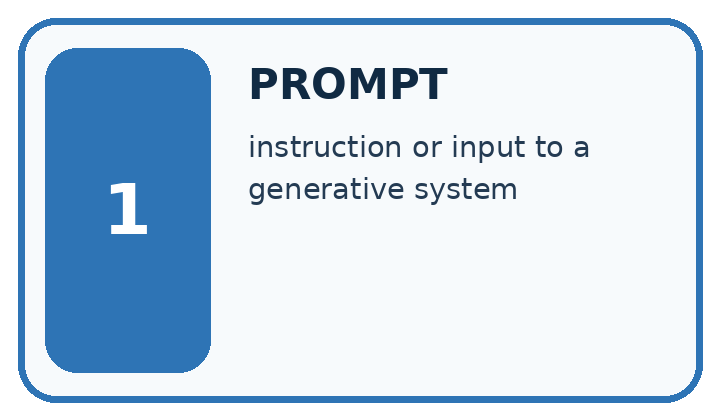 1
PROMPT
instruction or input to a
generative system